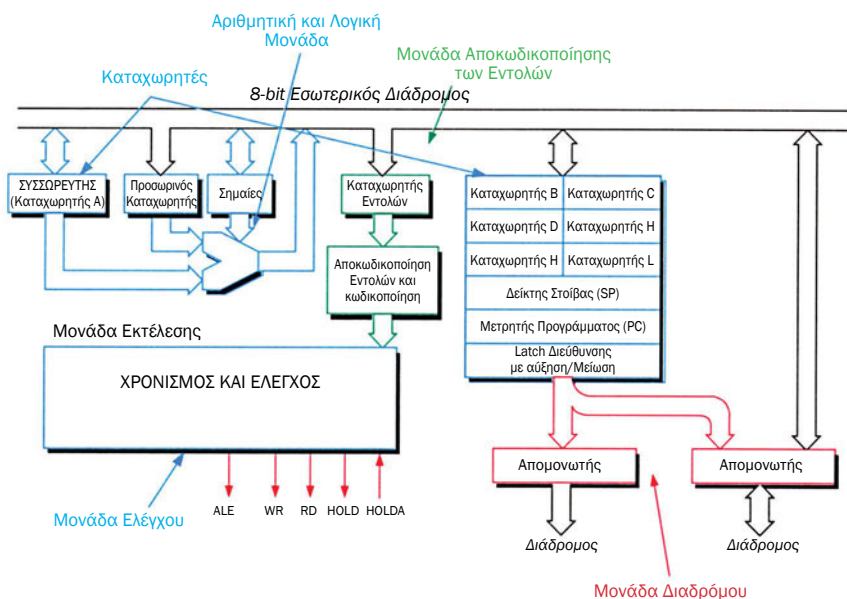 Αριθμητική και Λογική
Μονάδα
Μονάδα Αποκωδικοποίησης
των Εντολών
Καταχωρητές
8-bit Εσωτερικός Διάδρομος
ΣΥΣΣΩΡΕΥΤΗΣ
(Καταχωρητής Α)
Προσωρινός
Καταχωρητής
Σημαίες
Καταχωρητής
Εντολών
Καταχωρητής Β
Καταχωρητής C
Καταχωρητής D
Καταχωρητής H
Καταχωρητής H
Καταχωρητής L
Αποκωδικοποίηση
Εντολών και
κωδικοποίηση
Δείκτης Στοίβας (SP)
Μετρητής Προγράμματος (PC)
Latch Διεύθυνσης
με αύξηση/Μείωση
Μονάδα Εκτέλεσης
ΧΡΟΝΙΣΜΟΣ ΚΑΙ ΕΛΕΓΧΟΣ
Απομονωτής
Απομονωτής
ALE
WR
RD
HOLD
HOLDA
Μονάδα Ελέγχου
Διάδρομος
Διάδρομος
Μονάδα Διαδρόμου